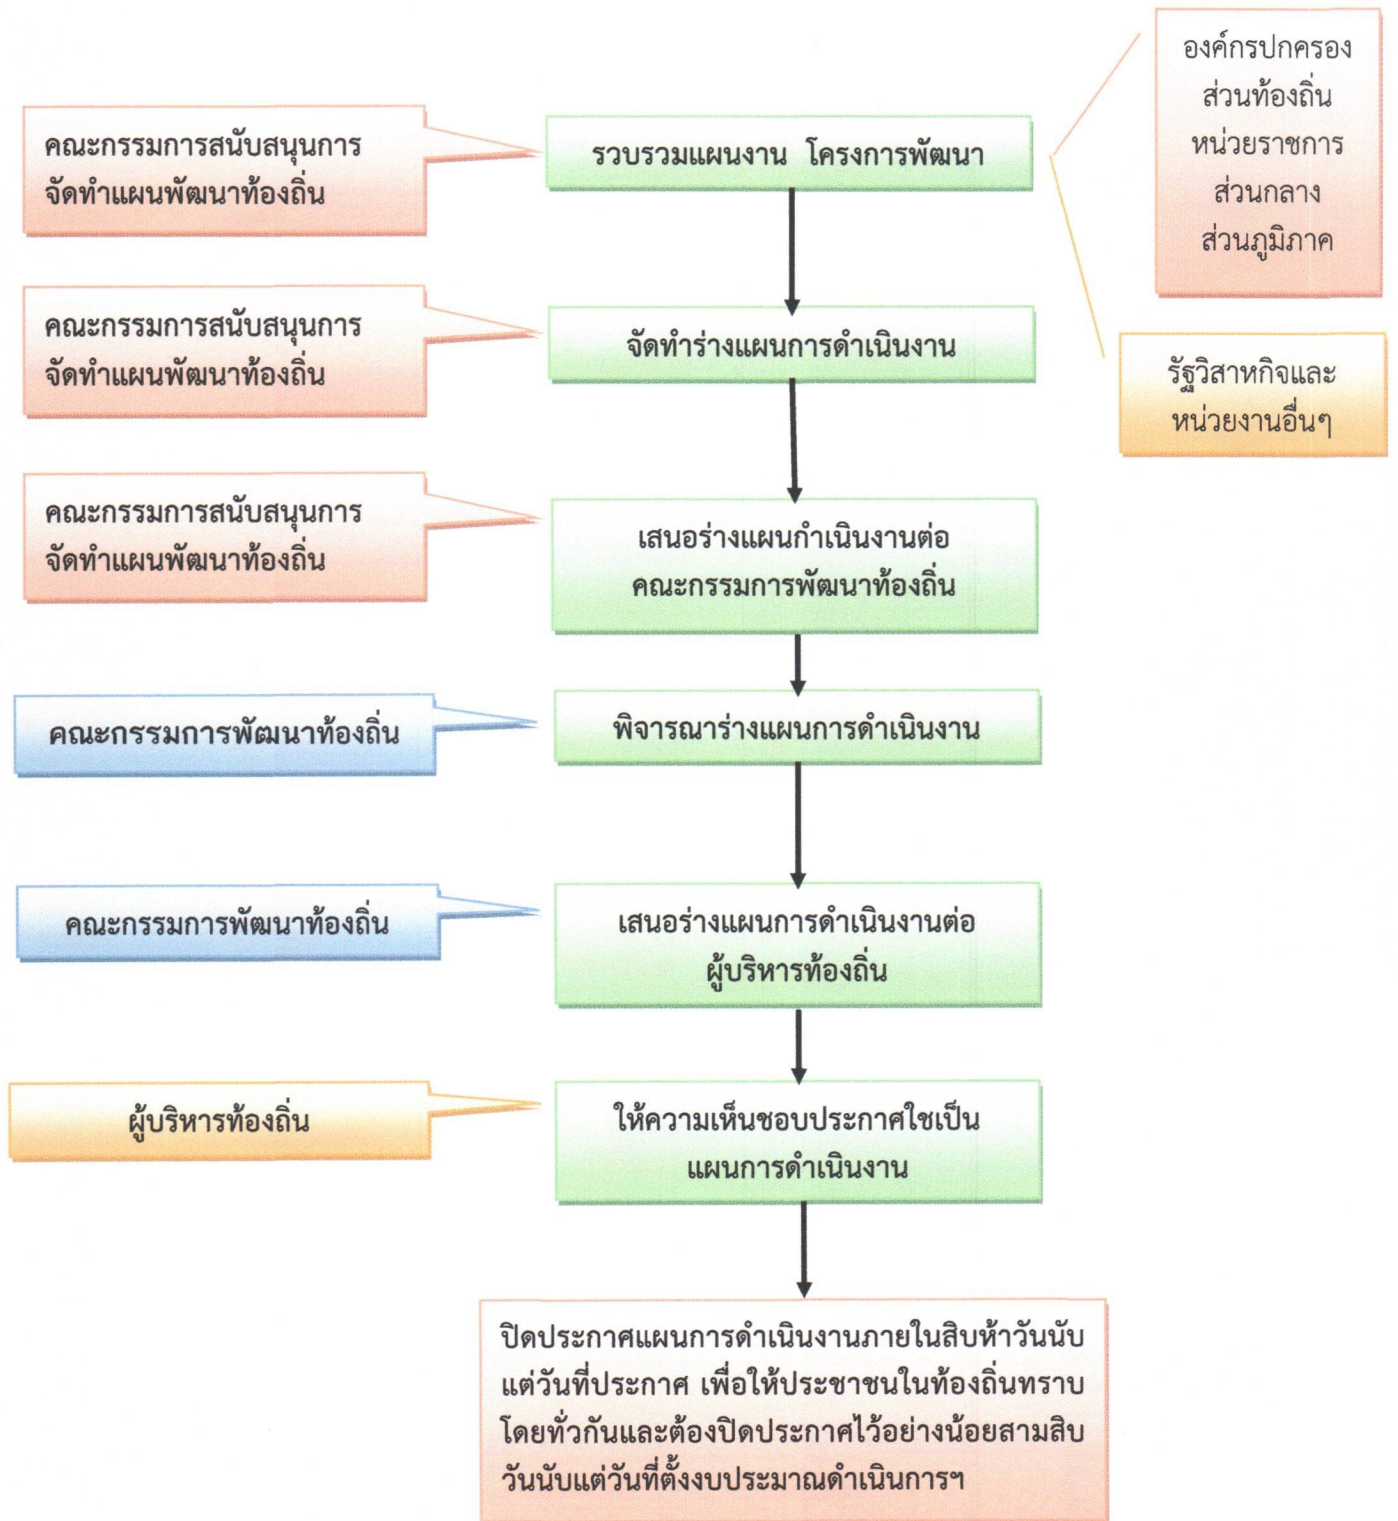 องค์กรปกครอง
ส่วนท้องถิ่น
หน่วยราชการ
ส่วนกลาง
ส่วนภูมิภาค
คณะกรรมการสนับสนุนการ
จัดทำแผนพัฒนาท้องถิ่น
รวบรวมแผนงาน โครงการพัฒนา
คณะกรรมการสนับสนุนการ
จัดทำแผนพัฒนาท้องถิ่น
จัดทำร่างแผนการดำเนินงาน
รัฐวิสาหกิจและ
หน่วยงานอื่นๆ
คณะกรรมการสนับสนุนการ
จัดทำแผนพัฒนาท้องถิ่น
เสนอร่างแผนกำเนินงานต่อ
คณะกรรมการพัฒนาท้องถิ่น
คณะกรรมการพัฒนาท้องถิ่น
พิจารณาร่างแผนการดำเนินงาน
คณะกรรมการพัฒนาท้องถิ่น
เสนอร่างแผนการดำเนินงานต่อ
ผู้บริหารท้องถิ่น
ผู้บริหารท้องถิ่น
ให้ความเห็นชอบประกาศใชเป็น
แผนการดำเนินงาน
ปิดประกาศแผนการดำเนินงานภายในสิบห้าวันนับ
แต่วันที่ประกาศ เพื่อให้ประชาชนในท้องถิ่นทราบ
โดยทั่วกันและต้องปิดประกาศไว้อย่างน้อยสามสิบ
วันนับแต่วันที่ตั้งงบประมาณดำเนินการฯ